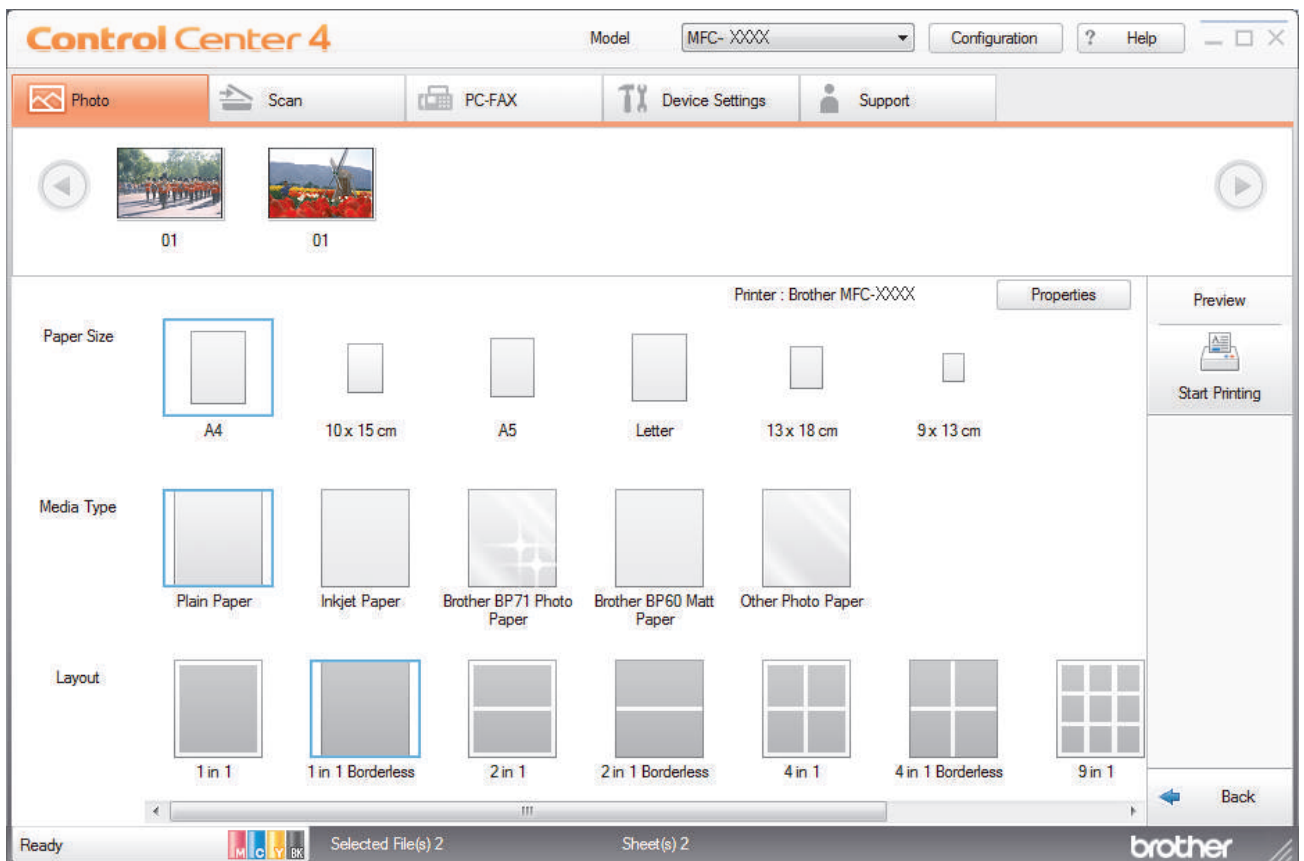 Control Center 4
Model
MFC- XXXX
Configuration
? Help
Photo
Scan
PC-FAX
Device Settings
Support
01
01
Printer : Brother MFC-XXXX
Properties
Preview
Start Printing
Paper Size
A4
10 x 15 cm
A5
Letter
13 x 18 cm
9 x 13 cm
Media Type
Plain Paper
Inkjet Paper
Brother BP71 Photo
Paper
Brother BP60 Matt
Paper
Other Photo Paper
Layout
1 in 1
1 in 1 Borderless
2 in 1
2 in 1 Borderless
4 in 1
4 in 1 Borderless
9 in 1
Back
Ready
M C Y BK
Selected File(s) 2
Sheet(s) 2
brother